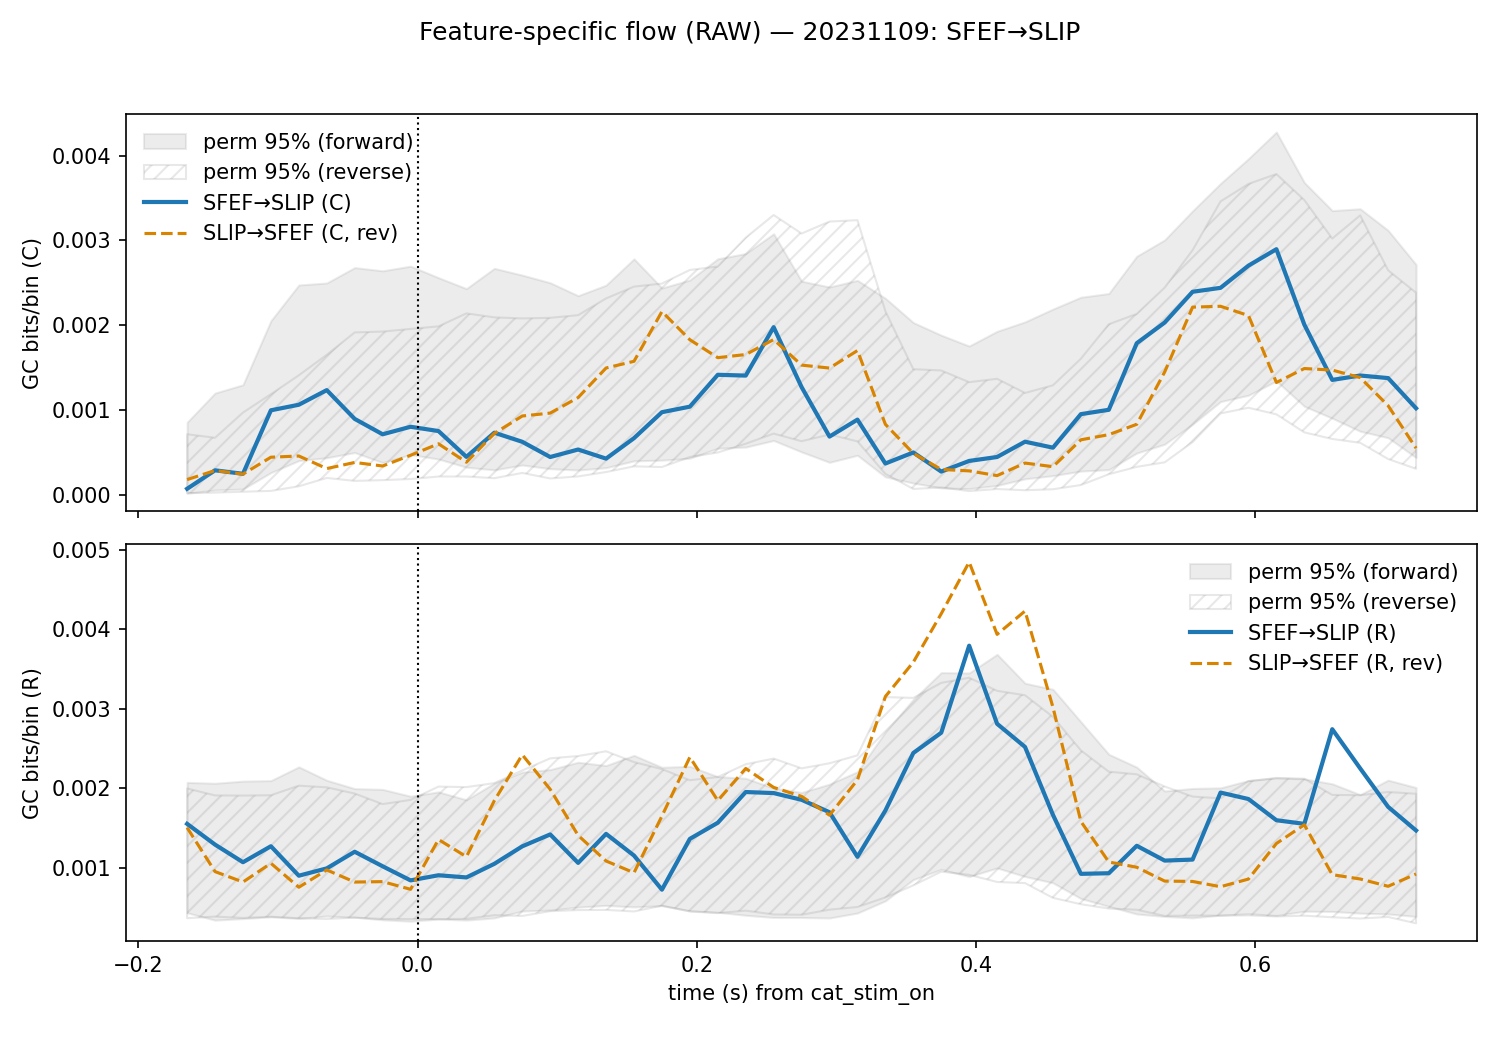 Feature-specific flow (RAW) — 20231109: SFEF→SLIP
perm 95% (forward)
perm 95% (reverse)
SFEF→SLIP (C)
SLIP→SFEF (C, rev)
GC bits/bin (C)
0.004
0.003
0.002
0.001
0.000
perm 95% (forward)
perm 95% (reverse)
SFEF→SLIP (R)
SLIP→SFEF (R, rev)
GC bits/bin (R)
0.005
0.004
0.003
0.002
0.001
−0.2 0.0 0.2 0.4 0.6
time (s) from cat_stim_on